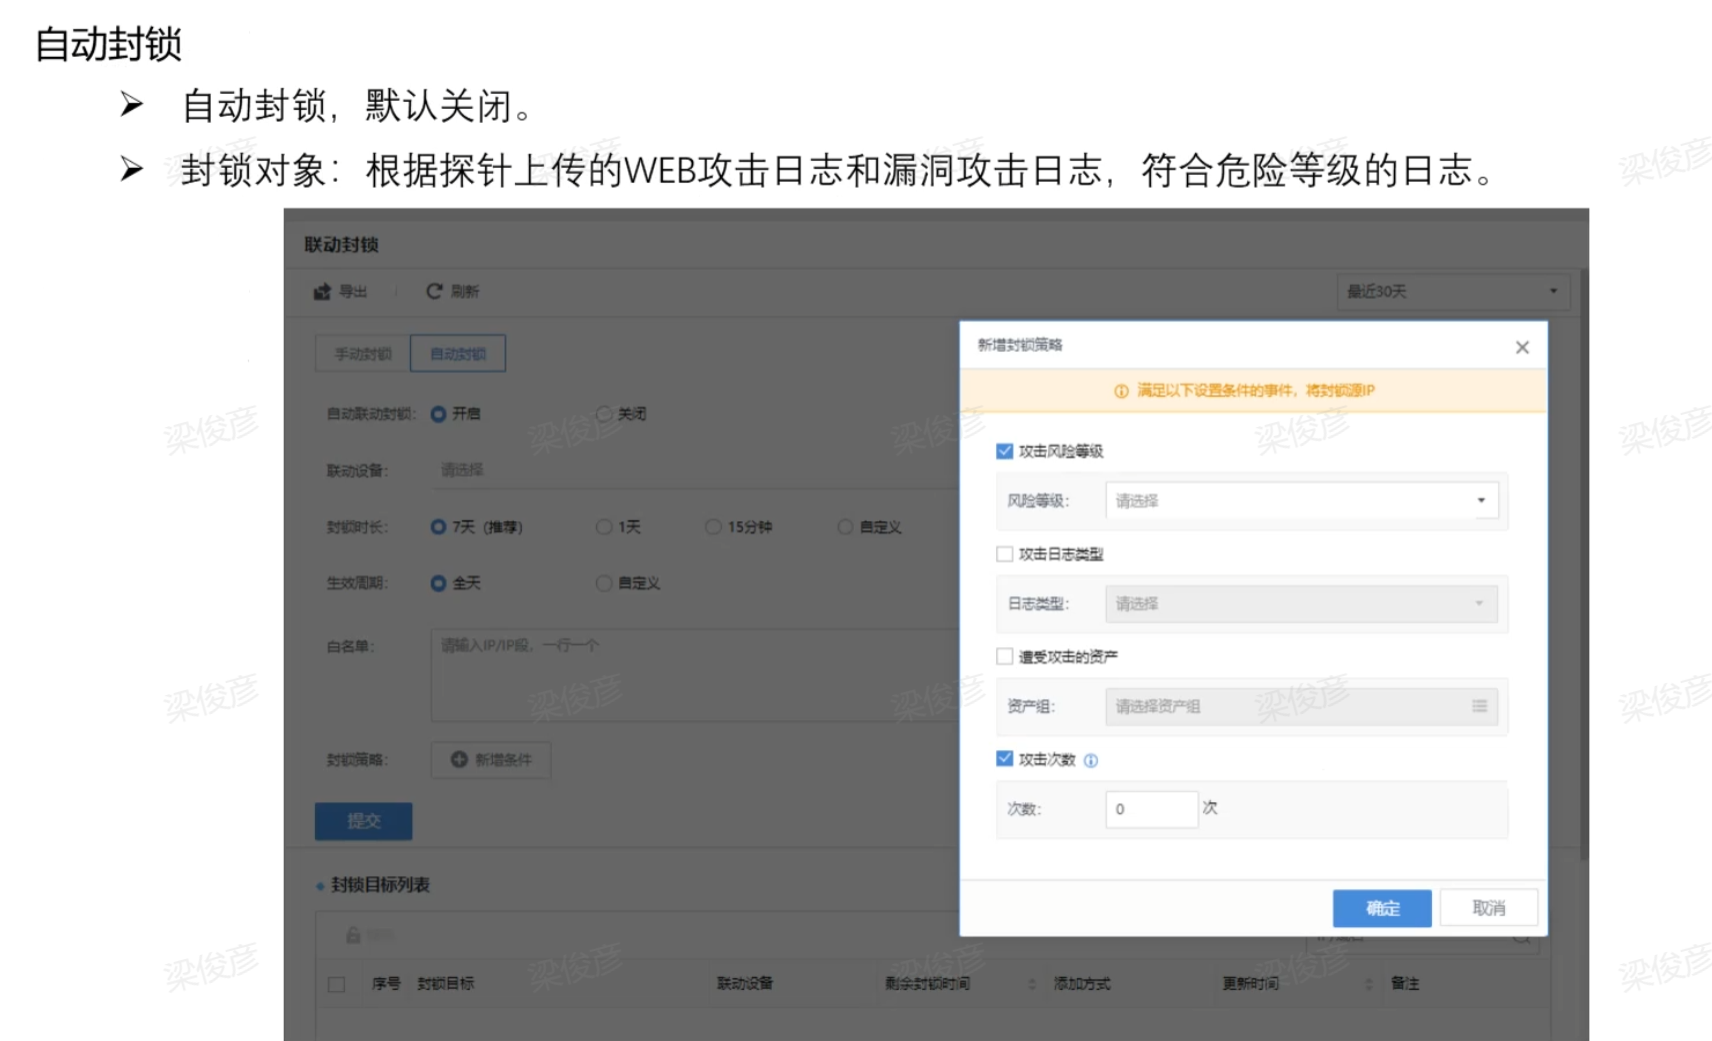 自动封锁
➢ 自动封锁，默认关闭。
➢ 封锁对象：根据探针上传的WEB攻击日志和漏洞攻击日志，符合危险等级的日志。
联动封锁
导出 刷新 最近30天
手动封锁 自动封锁
自动联动封锁： 开启 关闭
联动设备： 请选择
封锁时长： 7天（推荐） 1天 15分钟 自定义
生效周期： 全天 自定义
白名单： 请输入IP/IP段，一行一个
封锁策略： 新增条件
提交
封锁目标列表
序号 封锁目标 联动设备 剩余封锁时间 添加方式 更新时间 备注
新增封锁策略
满足以下设置条件的事件，将封锁源IP
攻击风险等级
风险等级： 请选择
攻击日志类型
日志类型： 请选择
遭受攻击的资产
资产组： 请选择资产组
攻击次数
次数： 0 次
确定 取消
梁俊彦